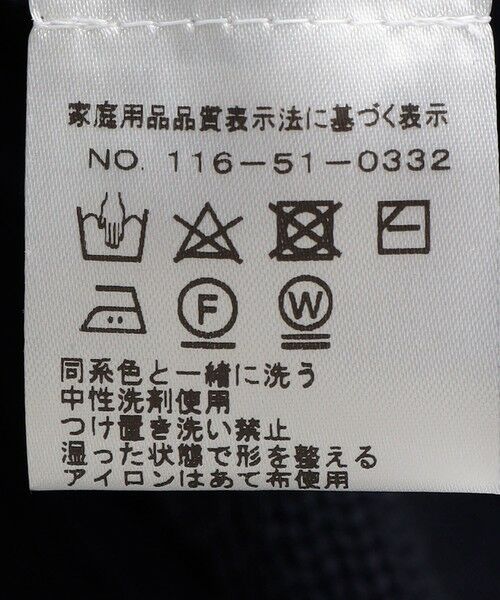 家庭用品品質表示法に基づく表示
NO. 116-51-0332
F W
同系色と一緒に洗う
中性洗剤使用
つけ置き洗い禁止
湿った状態で形を整える
アイロンはあて布使用